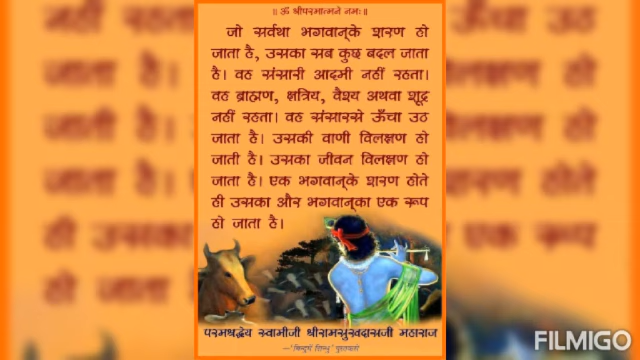 ॥ ॐ श्रीपरमात्मने नमः॥
जो सर्वथा भगवान्‌के शरण हो
जाता है, उसका सब कुछ बदल जाता
है। वह संसारी आदमी नहीं रहता।
वह ब्राह्मण, क्षत्रिय, वैश्य अथवा शूद्र
नहीं रहता। वह संसारसे ऊँचा उठ
जाता है। उसकी वाणी विलक्षण हो
जाती है। उसका जीवन विलक्षण हो
जाता है। एक भगवान्‌के शरण होते
ही उसका और भगवान्‌का एक रूप
हो जाता है।
परमश्रद्धेय स्वामीजी श्रीरामसुखदासजी महाराज
FILMIGO